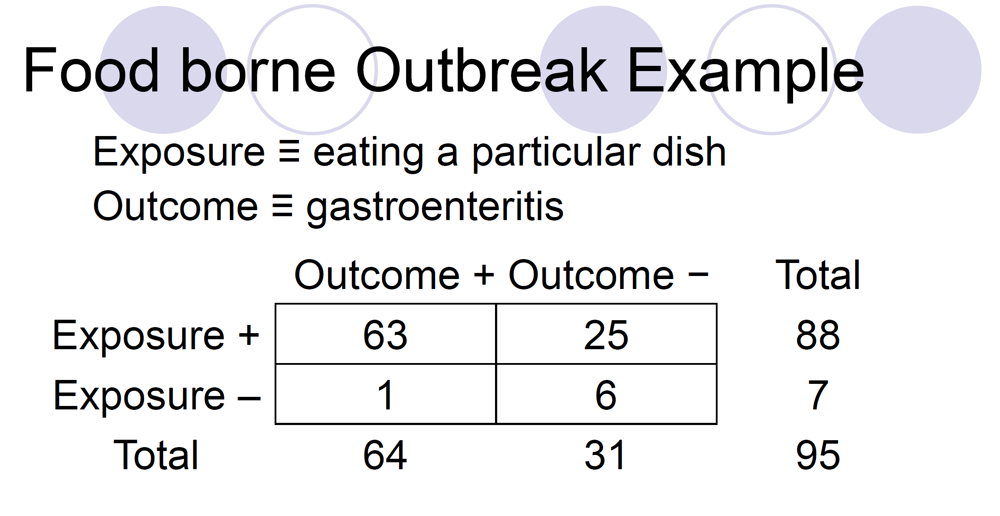 Food borne Outbreak Example
Exposure ≡ eating a particular dish
Outcome ≡ gastroenteritis
Outcome + Outcome − Total
Exposure + 63 25 88
Exposure – 1 6 7
Total 64 31 95